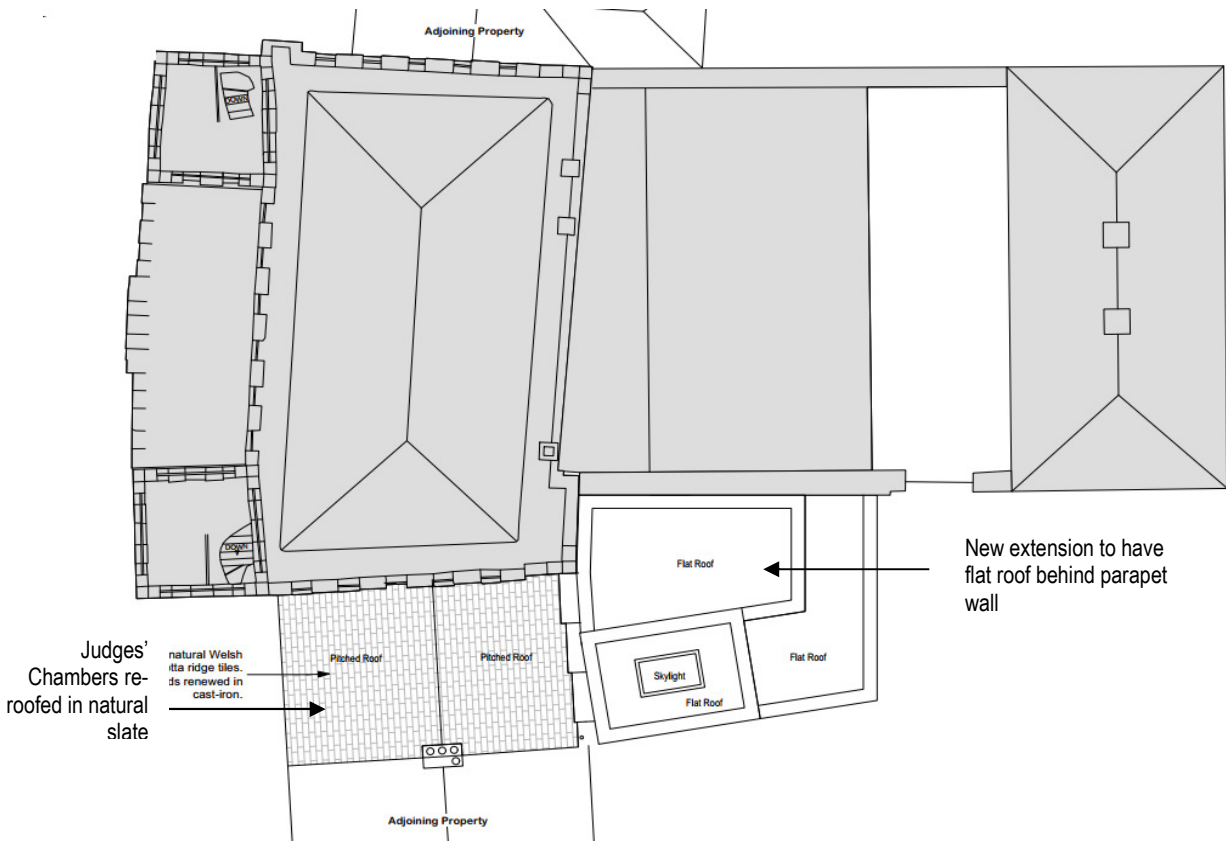 Adjoining Property
DOWN
DOWN
Flat Roof
New extension to have
flat roof behind parapet
wall
Judges'
Chambers re-
roofed in natural
slate
natural Welsh
tta ridge tiles.
ds renewed in
cast-iron.
Pitched Roof
Pitched Roof
Flat Roof
Skylight
Flat Roof
Adjoining Property